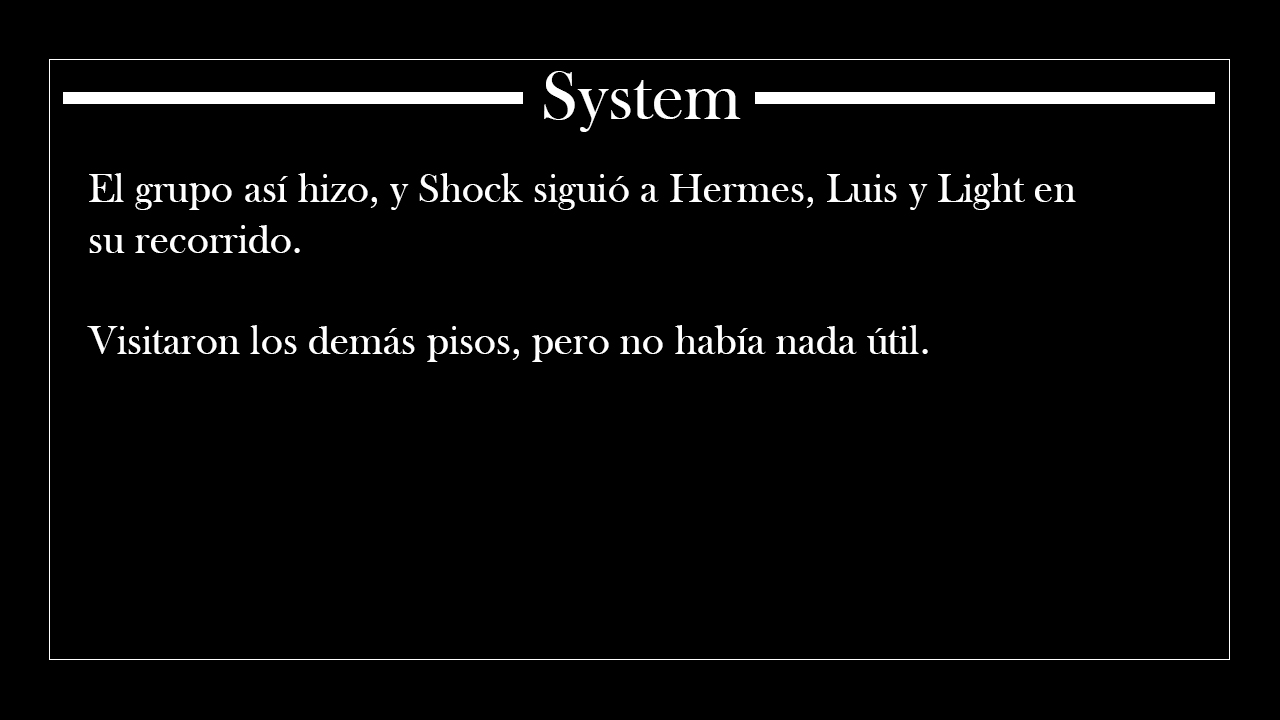 System
El grupo así hizo, y Shock siguió a Hermes, Luis y Light en
su recorrido.
Visitaron los demás pisos, pero no había nada útil.